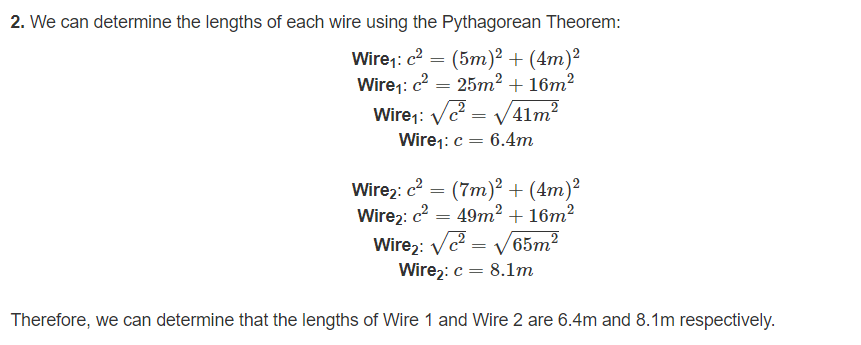 2. We can determine the lengths of each wire using the Pythagorean Theorem:
Wire₁: c² = (5m)² + (4m)²
Wire₁: c² = 25m² + 16m²
Wire₁: √c² = √41m²
Wire₁: c = 6.4m
Wire₂: c² = (7m)² + (4m)²
Wire₂: c² = 49m² + 16m²
Wire₂: √c² = √65m²
Wire₂: c = 8.1m
Therefore, we can determine that the lengths of Wire 1 and Wire 2 are 6.4m and 8.1m respectively.